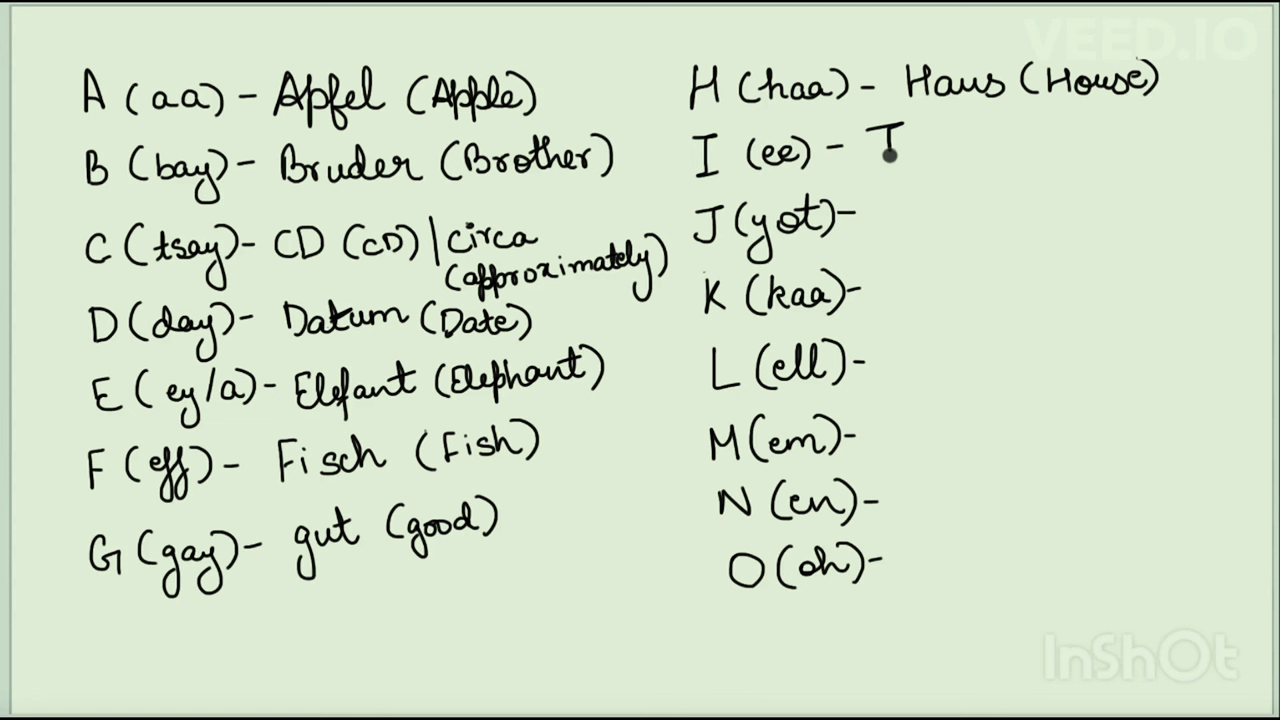 VEED.IO
A (aa) - Apfel (Apple)
B (bay) - Bruder (Brother)
C (tsay) - CD (CD) | circa
(approximately)
D (day) - Datum (Date)
E (ey/a) - Elefant (Elephant)
F (eff) - Fisch (Fish)
G (gay) - gut (good)
H (haa) - Haus (House)
I (ee) -
J (yot) -
K (kaa) -
L (ell) -
M (em) -
N (en) -
O (oh) -
InShOt